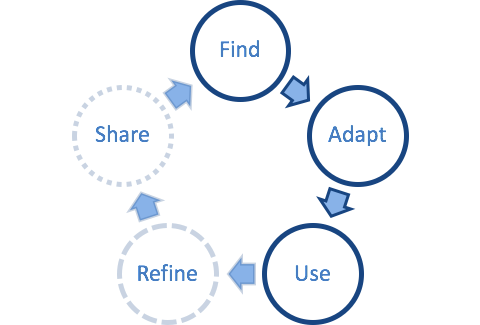 Find
Adapt
Use
Refine
Share